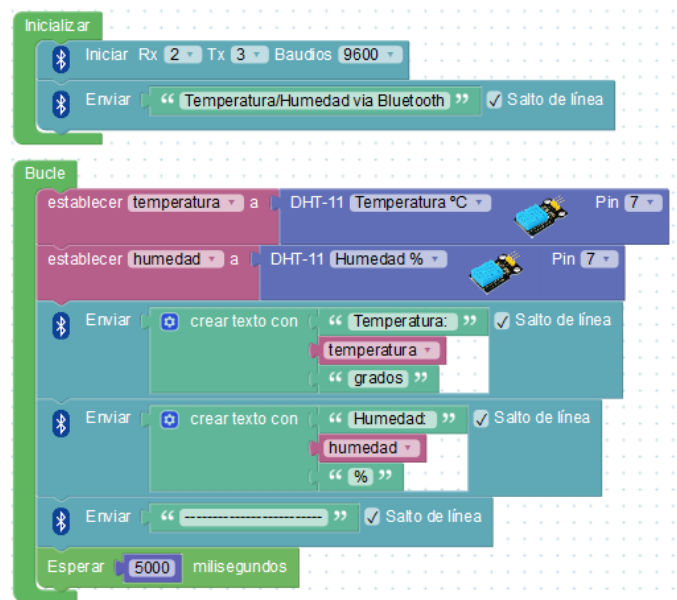 Inicializar
Iniciar Rx 2 Tx 3 Baudios 9600
Enviar “ Temperatura/Humedad via Bluetooth ” Salto de línea
Bucle
establecer temperatura a DHT-11 Temperatura ºC Pin 7
establecer humedad a DHT-11 Humedad % Pin 7
Enviar crear texto con “ Temperatura: ” Salto de línea
temperatura
“ grados ”
Enviar crear texto con “ Humedad: ” Salto de línea
humedad
“ % ”
Enviar “ ------------------------- ” Salto de línea
Esperar 5000 milisegundos